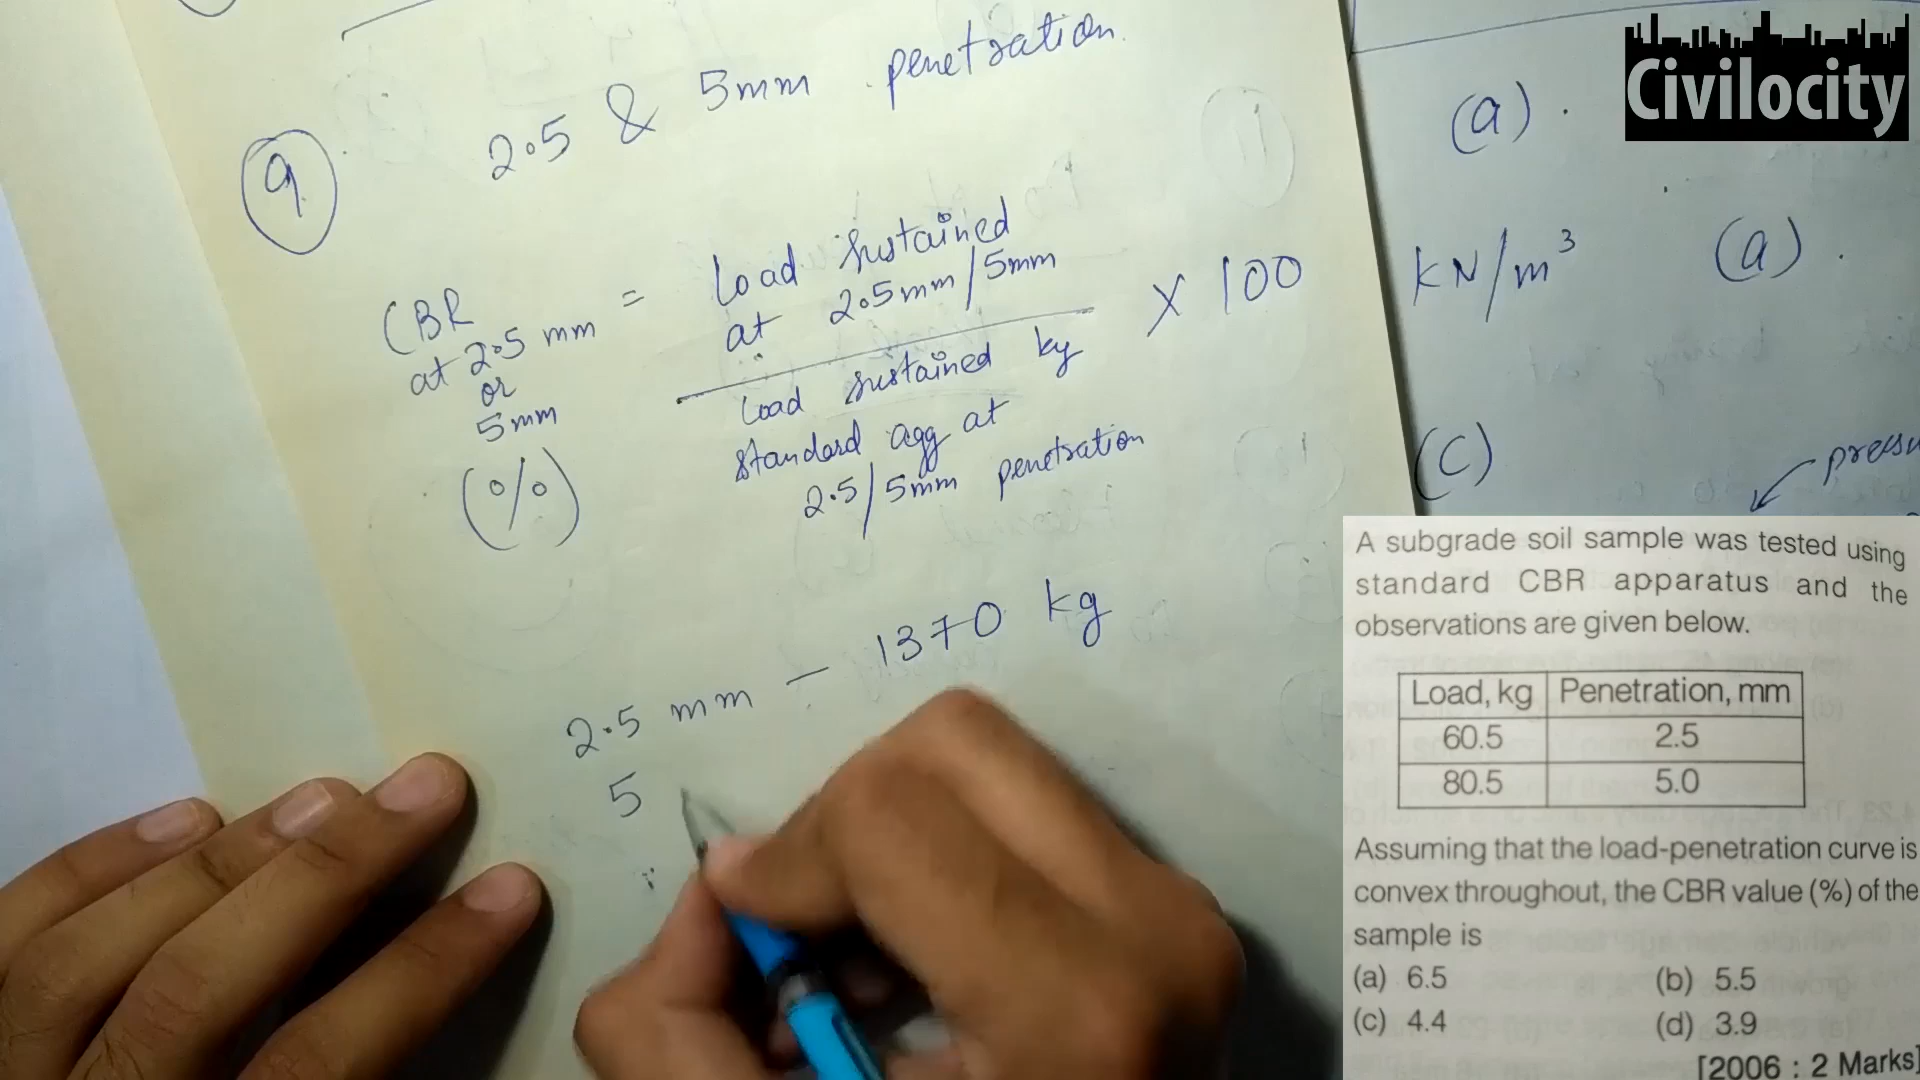 2.5 & 5mm penetration.
9
CBR
at 2.5 mm
or
5mm
(%)
=
Load sustained
at 2.5mm/5mm
Load sustained by
standard agg at
2.5/5mm penetration
X 100
2.5 mm - 1370 kg
5
Civilocity
(a).
kN/m³ (a).
(C)
A subgrade soil sample was tested using
standard CBR apparatus and the
observations are given below.
Load, kg Penetration, mm
60.5 2.5
80.5 5.0
Assuming that the load-penetration curve is
convex throughout, the CBR value (%) of the
sample is
(a) 6.5 (b) 5.5
(c) 4.4 (d) 3.9
[2006 : 2 Marks]